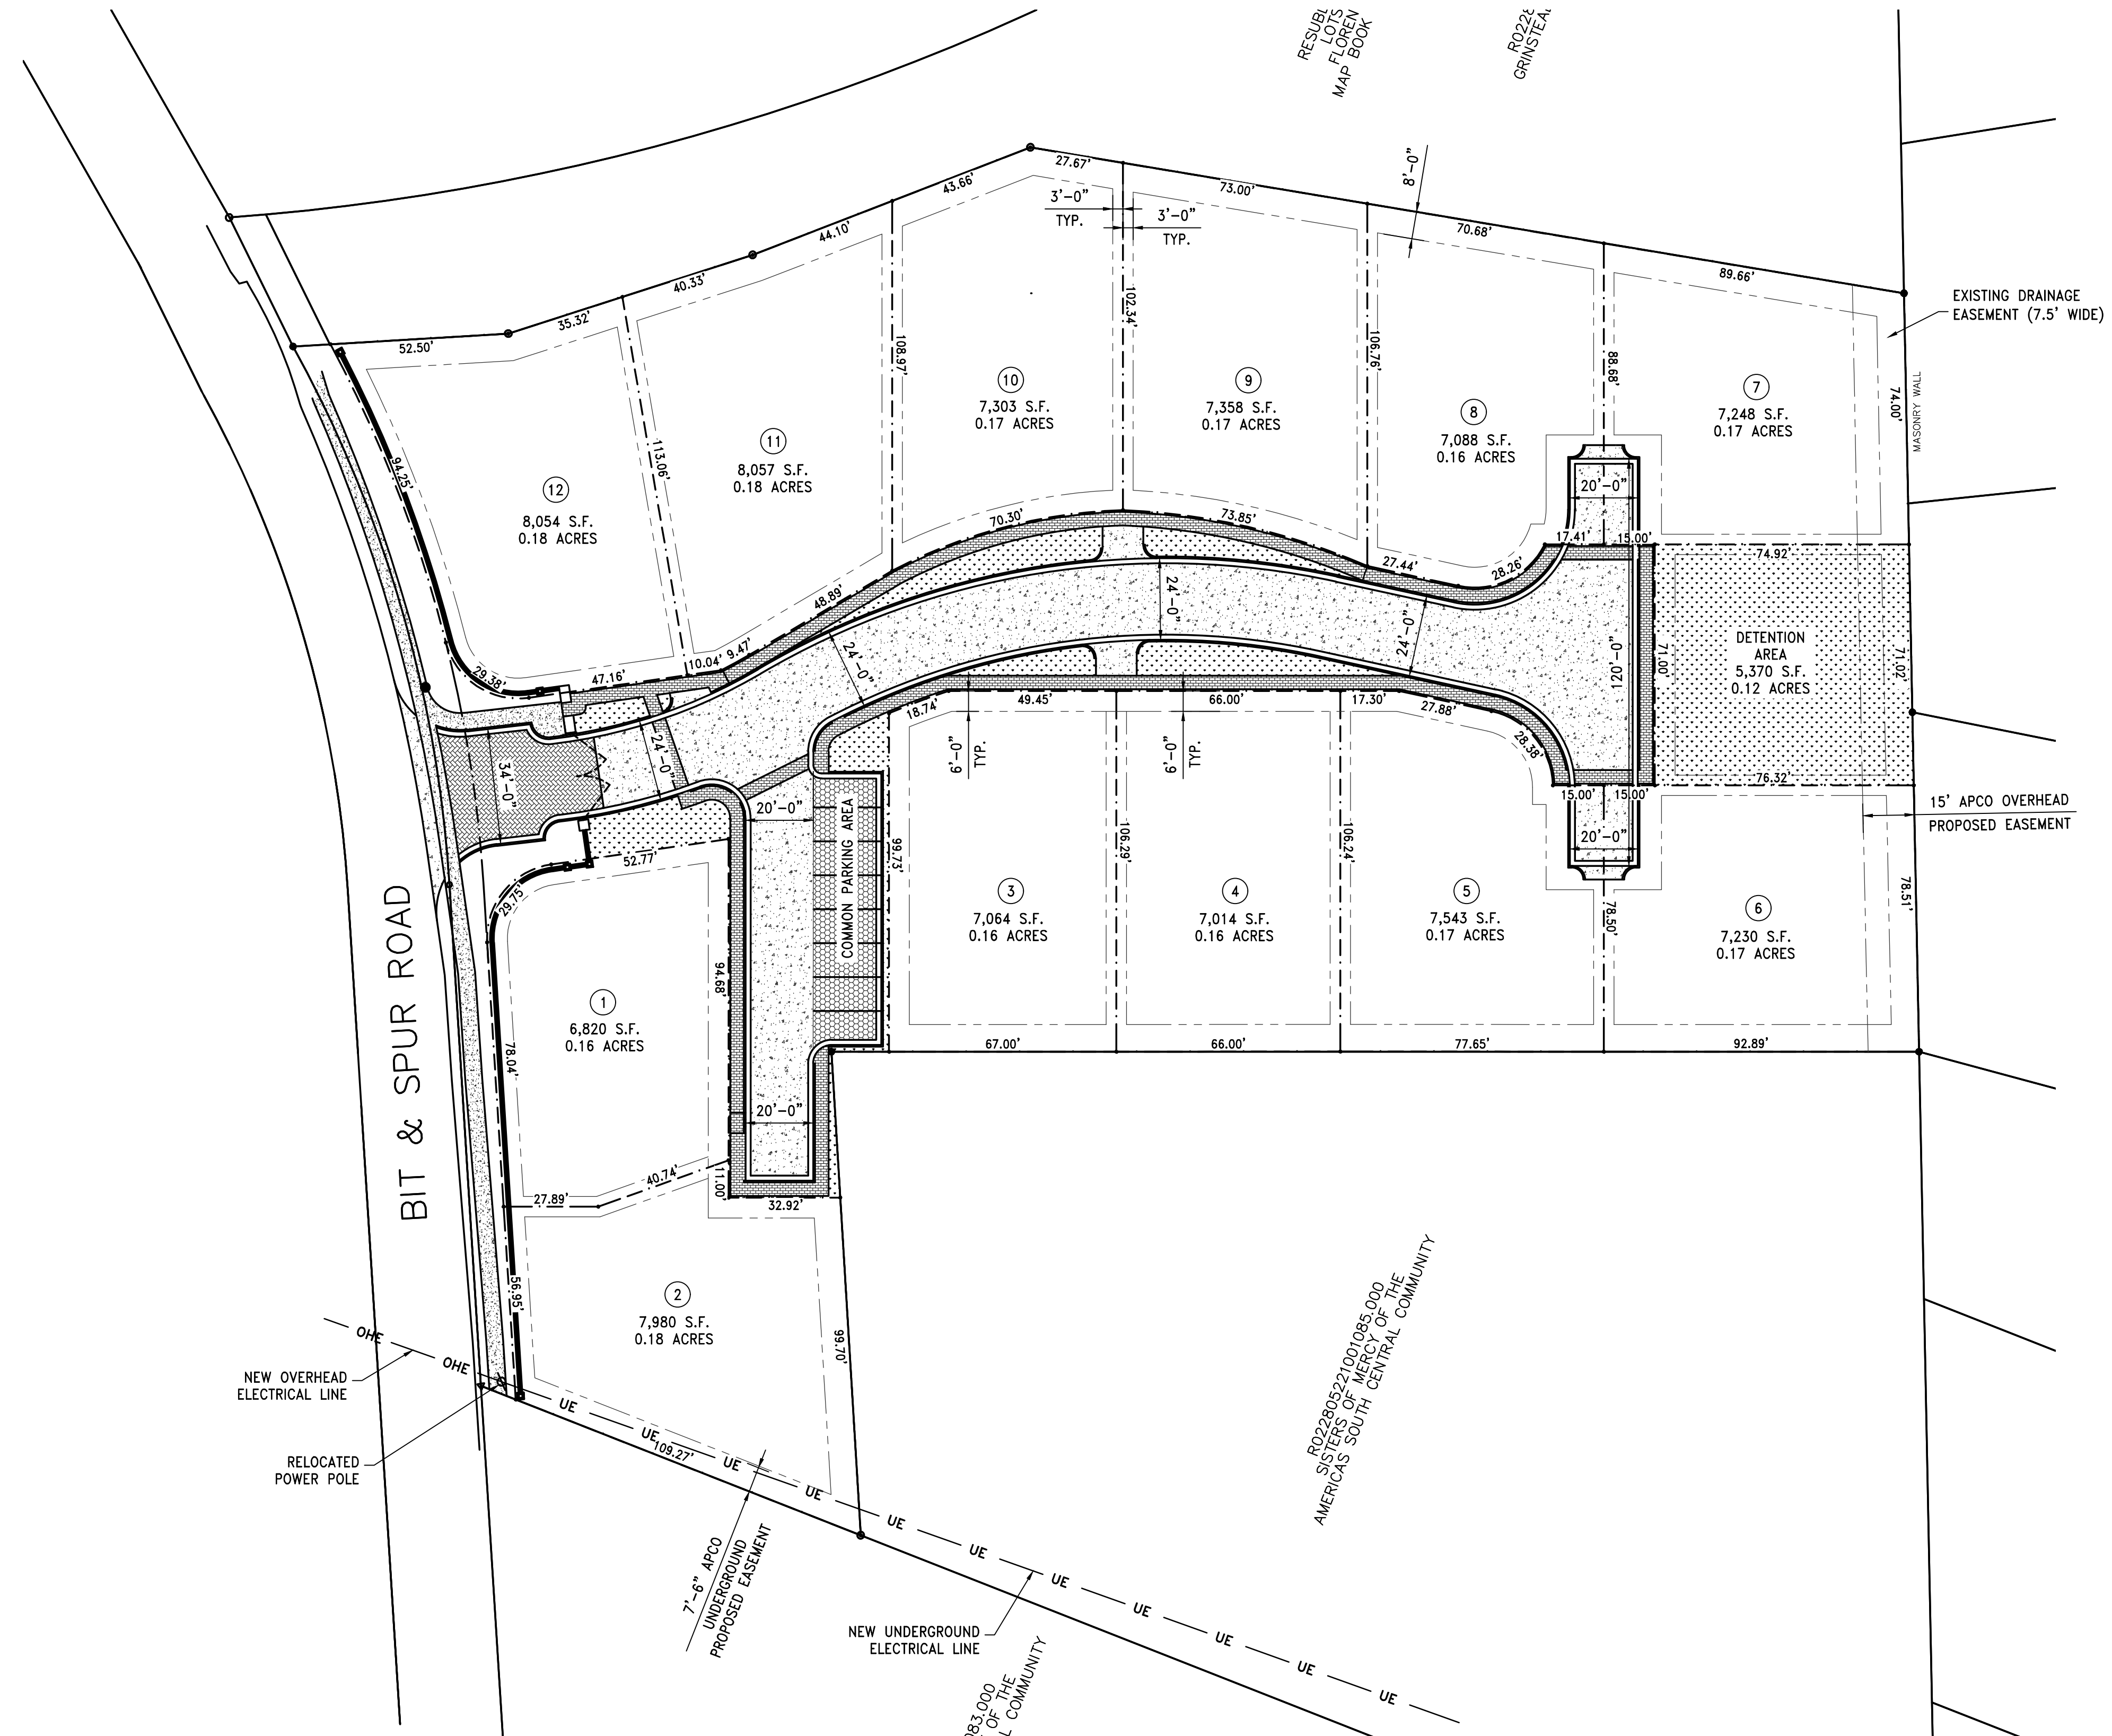 RESUBL
LOTS
FLOREN
MAP BOOK
R0228
GRINSTEA
27.67'
73.00'
8'-0"
70.68'
89.66'
43.66'
44.10'
40.33'
35.32'
52.50'
3'-0"
TYP.
3'-0"
TYP.
EXISTING DRAINAGE
EASEMENT (7.5' WIDE)
MASONRY WALL
74.00'
88.68'
106.76'
102.34'
108.97'
113.06'
94.25'
12
8,054 S.F.
0.18 ACRES
11
8,057 S.F.
0.18 ACRES
10
7,303 S.F.
0.17 ACRES
9
7,358 S.F.
0.17 ACRES
8
7,088 S.F.
0.16 ACRES
7
7,248 S.F.
0.17 ACRES
20'-0"
17.41'
15.00'
74.92'
70.30'
73.85'
27.44'
28.26'
48.89'
9.47'
10.04'
47.16'
29.38'
24'-0"
24'-0"
24'-0"
24'-0"
34'-0"
120'-0"
71.00'
DETENTION
AREA
5,370 S.F.
0.12 ACRES
71.02'
76.32'
18.74'
49.45'
66.00'
17.30'
27.88'
28.38'
6'-0"
TYP.
6'-0"
TYP.
15.00'
15.00'
20'-0"
15' APCO OVERHEAD
PROPOSED EASEMENT
20'-0"
COMMON PARKING AREA
99.73'
106.29'
106.24'
78.50'
78.51'
52.77'
29.75'
94.68'
78.04'
BIT & SPUR ROAD
1
6,820 S.F.
0.16 ACRES
3
7,064 S.F.
0.16 ACRES
4
7,014 S.F.
0.16 ACRES
5
7,543 S.F.
0.17 ACRES
6
7,230 S.F.
0.17 ACRES
67.00'
66.00'
77.65'
92.89'
20'-0"
40.74'
27.89'
11.00'
32.92'
56.95'
2
7,980 S.F.
0.18 ACRES
99.70'
OHE
OHE
NEW OVERHEAD
ELECTRICAL LINE
RELOCATED
POWER POLE
UE
UE
109.27'
UE
UE
UE
UE
UE
UE
UE
UE
UE
7'-6" APCO
UNDERGROUND
PROPOSED EASEMENT
NEW UNDERGROUND
ELECTRICAL LINE
R022805221001085.000
SISTERS OF MERCY OF THE
AMERICAS SOUTH CENTRAL COMMUNITY
083.000
OF THE
L COMMUNITY